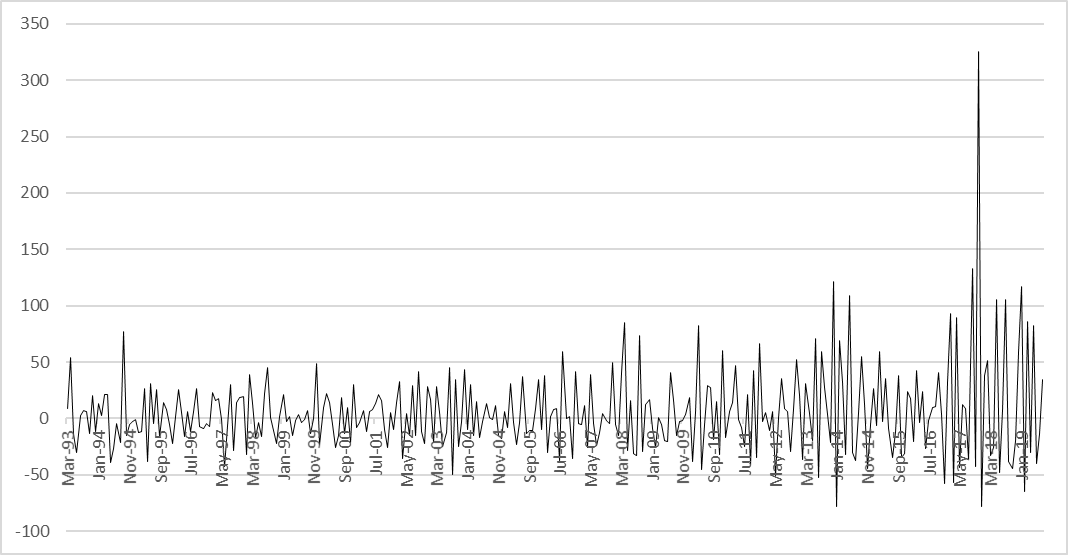 350
300
250
200
150
100
50
0
-50
-100
Mar-93
Jan-94
Nov-94
Sep-95
Jul-96
May-97
Mar-98
Jan-99
Nov-99
Sep-00
Jul-01
May-02
Mar-03
Jan-04
Nov-04
Sep-05
Jul-06
May-07
Mar-08
Jan-09
Nov-09
Sep-10
Jul-11
May-12
Mar-13
Jan-14
Nov-14
Sep-15
Jul-16
May-17
Mar-18
Jan-19